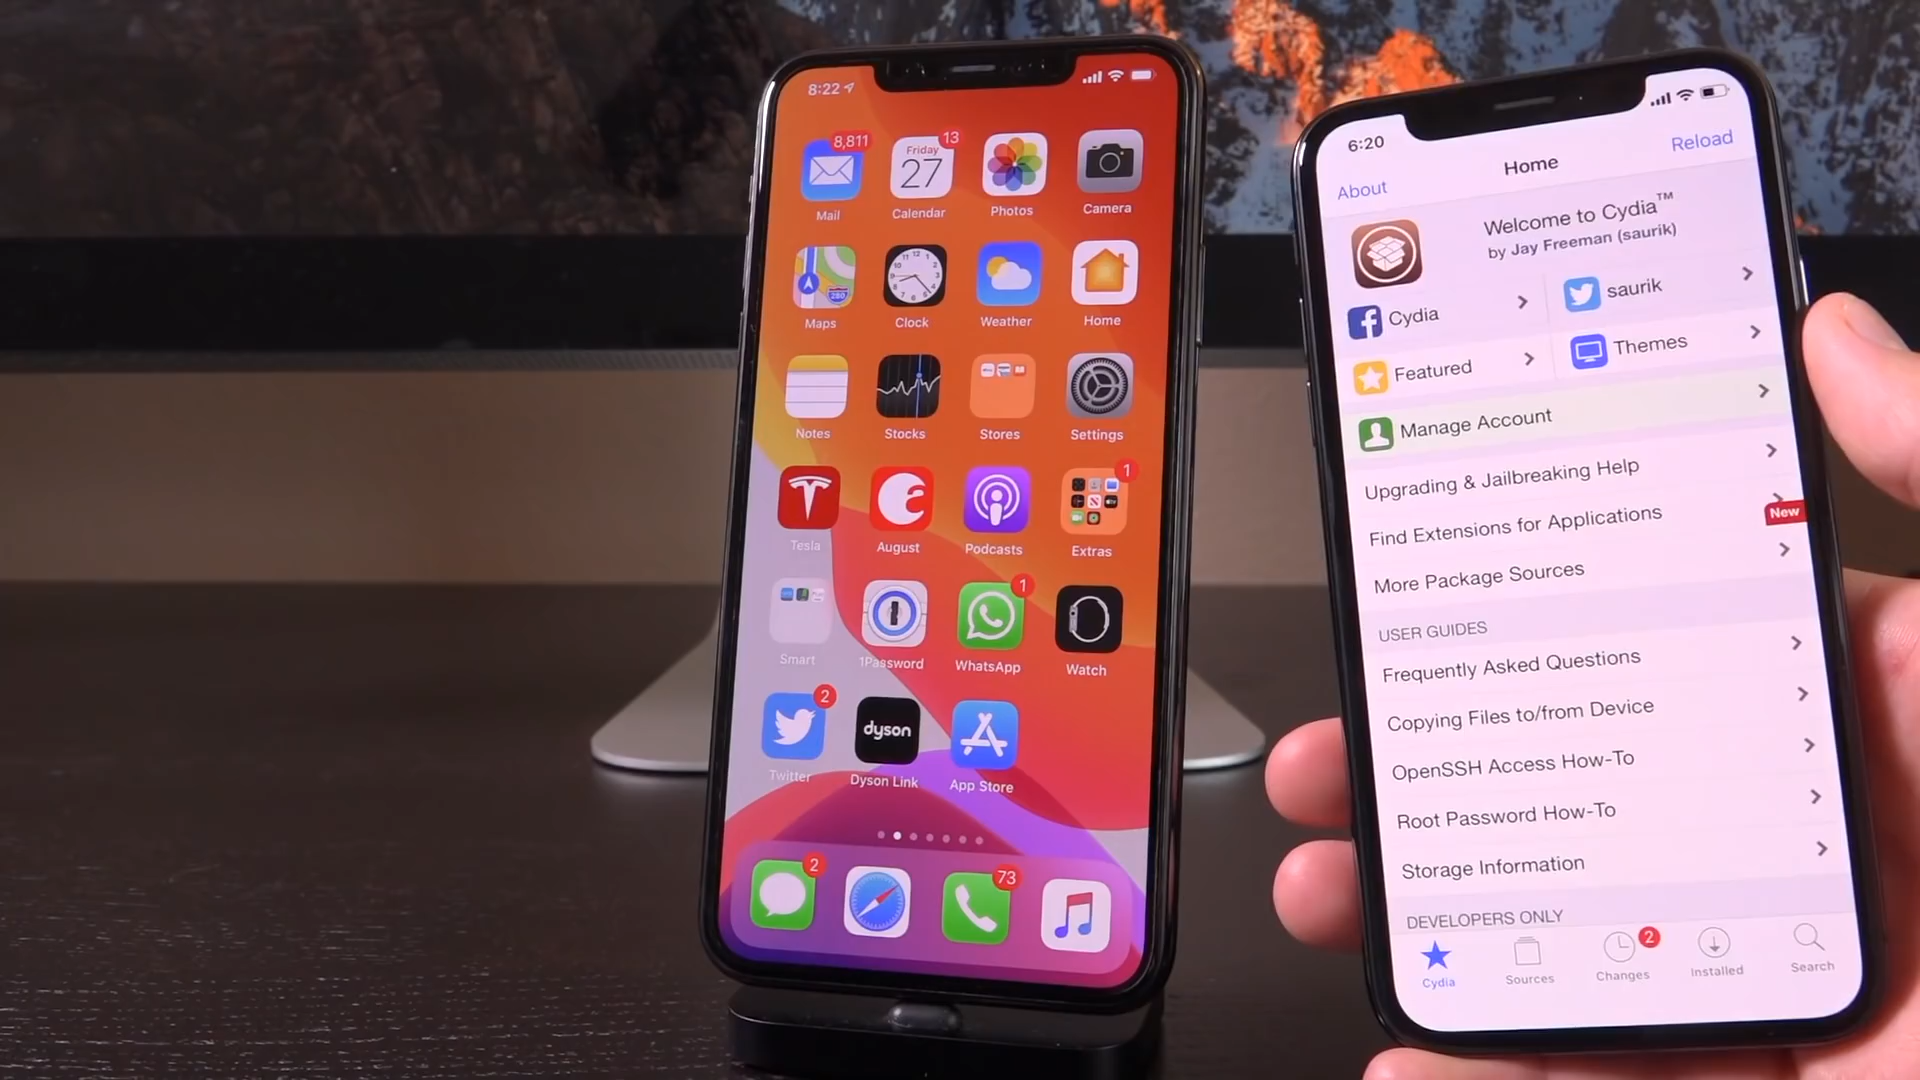 8:22
8,811
Mail
13
Friday
27
Calendar
Photos
Camera
280
Maps
12
Clock
Weather
Home
Notes
Stocks
Stores
Settings
Tesla
August
Podcasts
1
Extras
Smart
1Password
1
WhatsApp
Watch
2
Twitter
dyson
Dyson Link
App Store
2
73
6:20
About
Home
Reload
Welcome to Cydia™
by Jay Freeman (saurik)
Cydia
saurik
Featured
Themes
Manage Account
Upgrading & Jailbreaking Help
Find Extensions for Applications
New
More Package Sources
USER GUIDES
Frequently Asked Questions
Copying Files to/from Device
OpenSSH Access How-To
Root Password How-To
Storage Information
DEVELOPERS ONLY
Cydia
Sources
2
Changes
Installed
Search